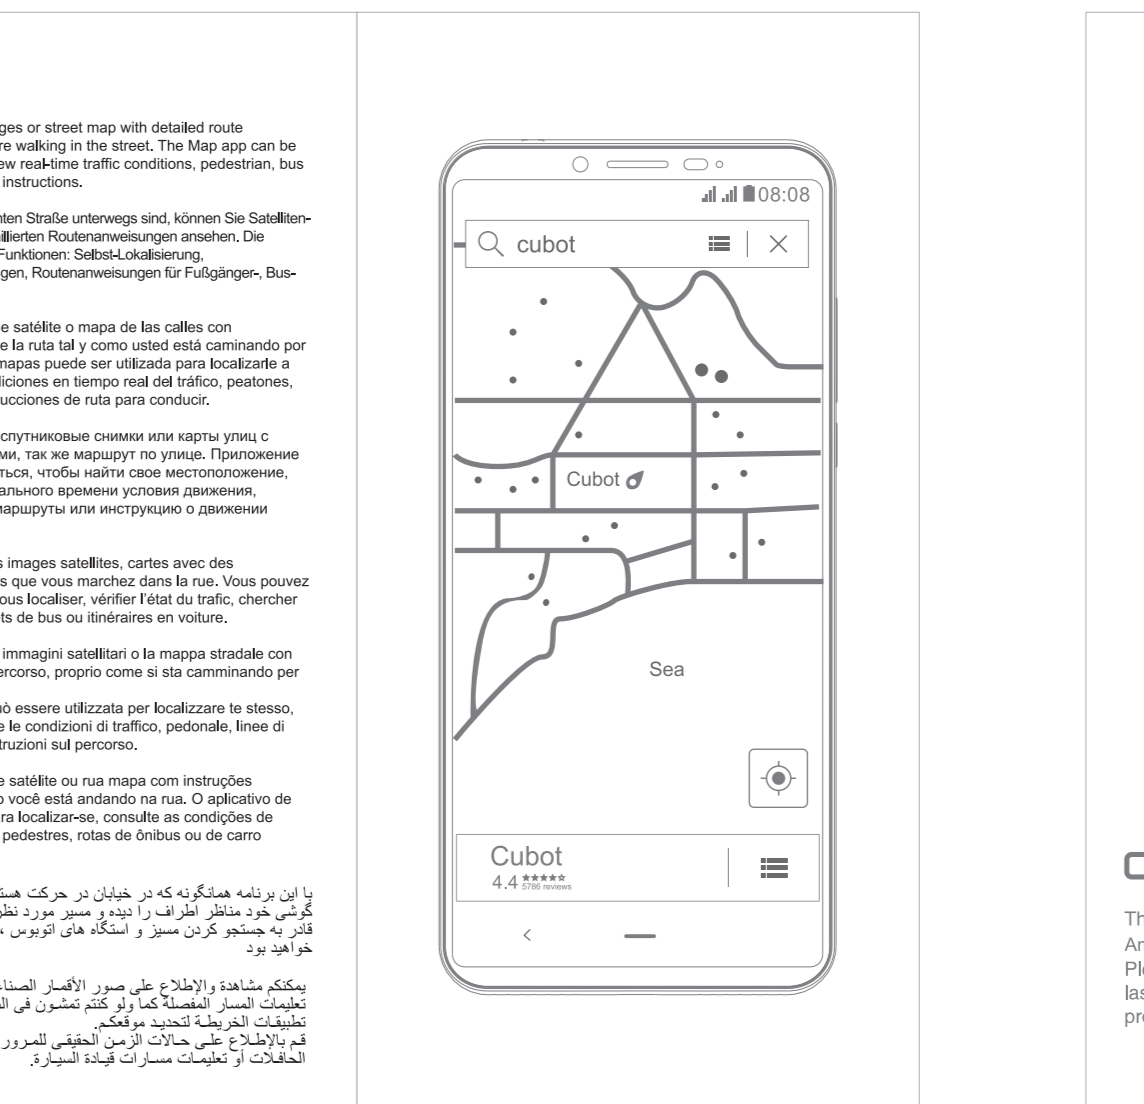 ges or street map with detailed route
re walking in the street. The Map app can be
ew real-time traffic conditions, pedestrian, bus
instructions.
nten Straße unterwegs sind, können Sie Satelliten-
illierten Routenanweisungen ansehen. Die
Funktionen: Selbst-Lokalisierung,
gen, Routenanweisungen für Fußgänger-, Bus-
e satélite o mapa de las calles con
e la ruta tal y como usted está caminando por
mapas puede ser utilizada para localizarle a
diciones en tiempo real del tráfico, peatones,
rucciones de ruta para conducir.
спутниковые снимки или карты улиц с
ми, так же маршрут по улице. Приложение
ться, чтобы найти свое местоположение,
ального времени условия движения,
маршруты или инструкцию о движении
s images satellites, cartes avec des
rs que vous marchez dans la rue. Vous pouvez
ous localiser, vérifier l'état du trafic, chercher
ets de bus ou itinéraires en voiture.
immagini satellitari o la mappa stradale con
ercorso, proprio come si sta camminando per
uò essere utilizzata per localizzare te stesso,
e le condizioni di traffico, pedonale, linee di
truzioni sul percorso.
e satélite ou rua mapa com instruções
o você está andando na rua. O aplicativo de
ra localizar-se, consulte as condições de
pedestres, rotas de ônibus ou de carro
با این برنامه همانگونه که در خیابان در حرکت هست
گوشی خود مناظر اطراف را دیده و مسیر مورد نظر
قادر به جستجو کردن مسیز و استگاه های اتوبوس ،
خواهید بود
يمكنكم مشاهدة والإطلاع على صور الأقمار الصناء
تعليمات المسار المفصلة كما ولو كنتم تمشون فى ال
تطبيقات الخريطة لتحديد موقعكم.
قم بالإطلاع على حالات الزمن الحقيقى للمرور
الحافلات أو تعليمات مسارات قيادة السيارة.
08:08
cubot
Cubot
Sea
Cubot
4.4 5786 reviews
Th
An
Ple
las
pro